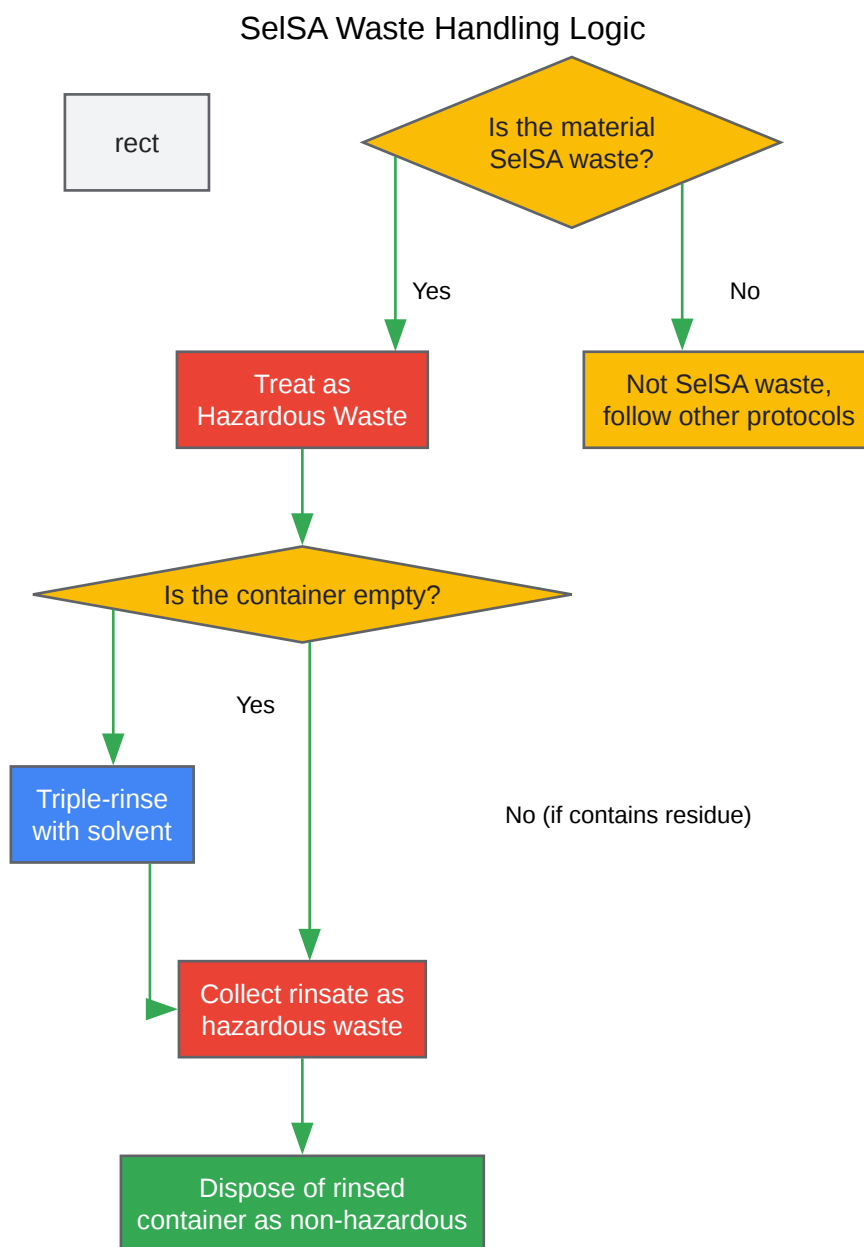 SelSA Waste Handling Logic
rect
Is the material
SelSA waste?
Yes
No
Treat as
Hazardous Waste
Not SelSA waste,
follow other protocols
Is the container empty?
Yes
Triple-rinse
with solvent
No (if contains residue)
Collect rinsate as
hazardous waste
Dispose of rinsed
container as non-hazardous